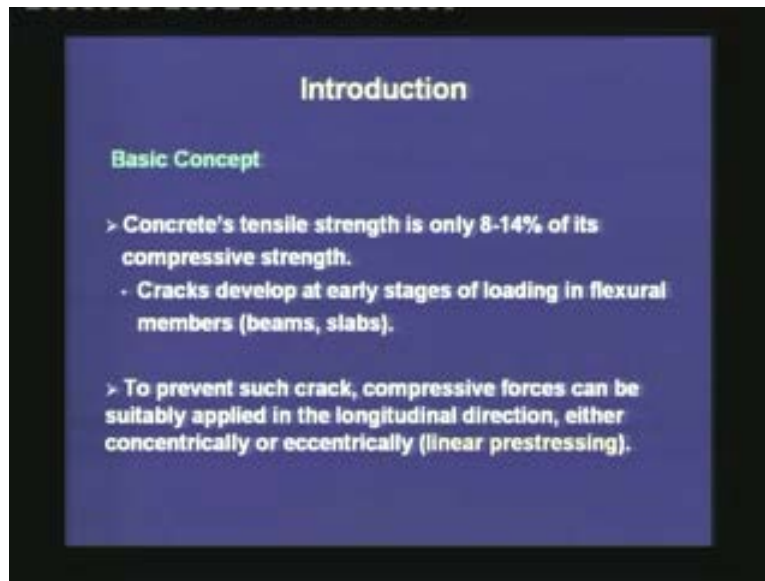 Introduction
Basic Concept
➢ Concrete's tensile strength is only 8-14% of its
compressive strength.
• Cracks develop at early stages of loading in flexural
members (beams, slabs).
➢ To prevent such crack, compressive forces can be
suitably applied in the longitudinal direction, either
concentrically or eccentrically (linear prestressing).